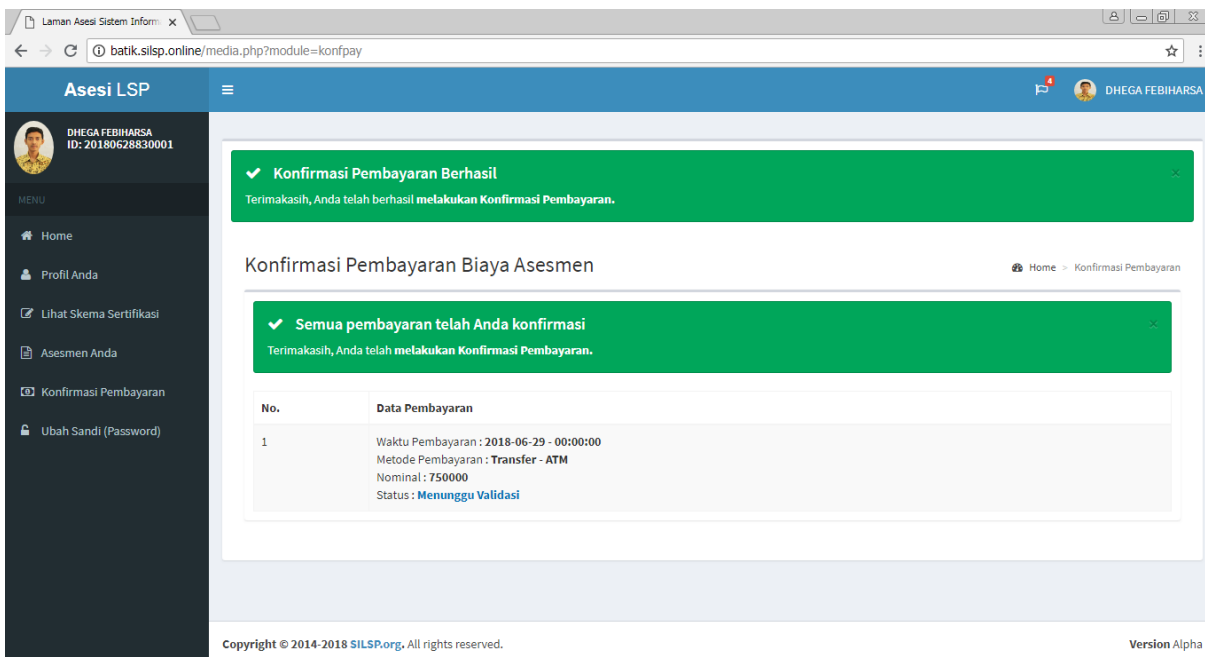 Laman Asesi Sistem Inform
batik.silsp.online/media.php?module=konfpay
Asesi LSP
4
DHEGA FEBIHARSA
DHEGA FEBIHARSA
ID: 20180628830001
MENU
Home
Profil Anda
Lihat Skema Sertifikasi
Asesmen Anda
Konfirmasi Pembayaran
Ubah Sandi (Password)
Konfirmasi Pembayaran Berhasil
×
Terimakasih, Anda telah berhasil melakukan Konfirmasi Pembayaran.
Konfirmasi Pembayaran Biaya Asesmen
Home > Konfirmasi Pembayaran
Semua pembayaran telah Anda konfirmasi
×
Terimakasih, Anda telah melakukan Konfirmasi Pembayaran.
No. Data Pembayaran
1 Waktu Pembayaran : 2018-06-29 - 00:00:00
Metode Pembayaran : Transfer - ATM
Nominal : 750000
Status : Menunggu Validasi
Copyright © 2014-2018 SILSP.org. All rights reserved.
Version Alpha